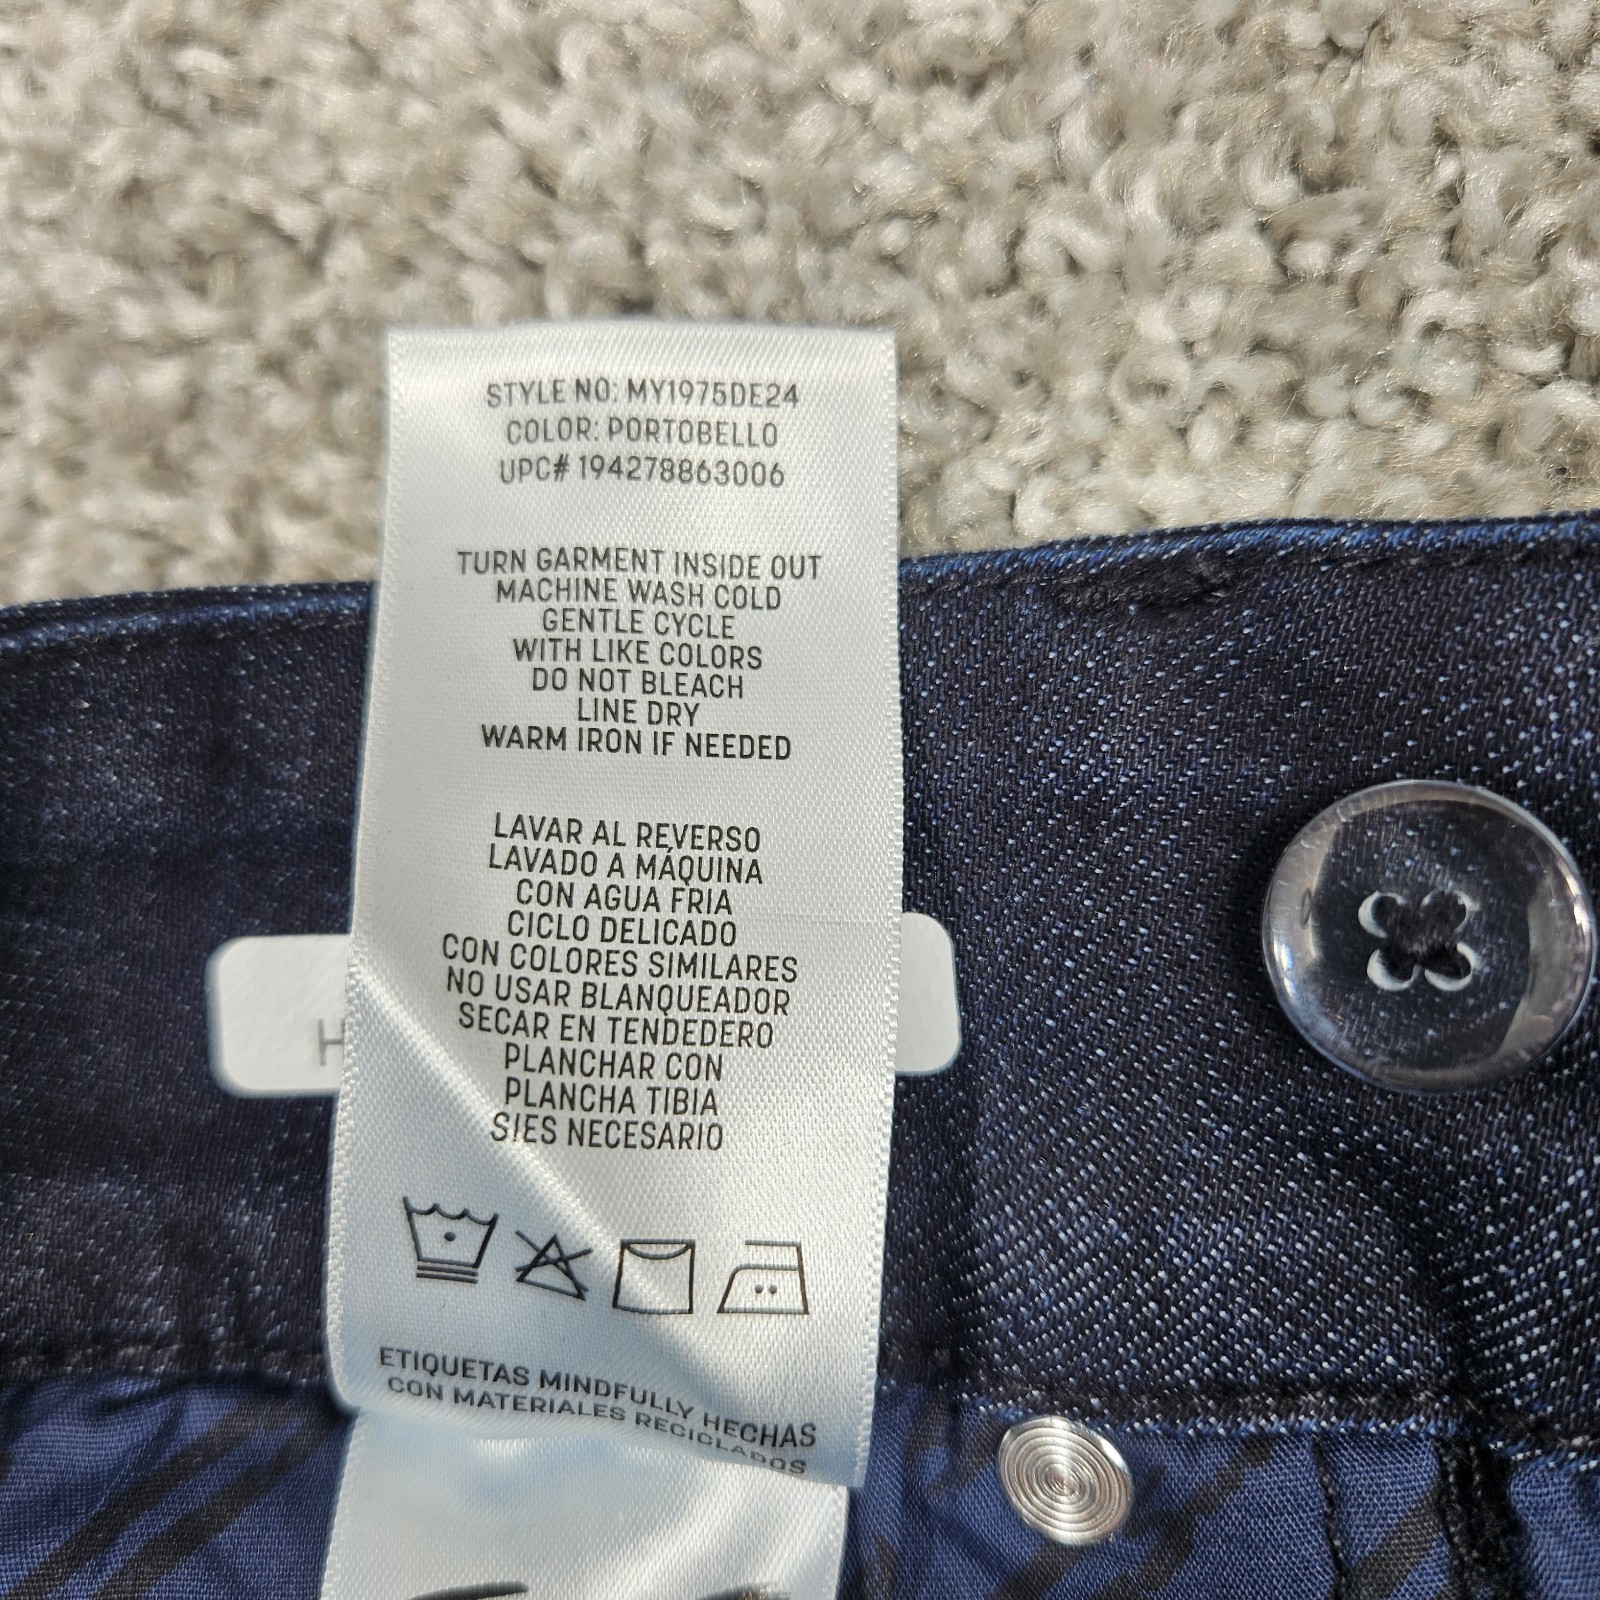 STYLE NO: MY1975DE24
COLOR: PORTOBELLO
UPC# 194278863006
TURN GARMENT INSIDE OUT
MACHINE WASH COLD
GENTLE CYCLE
WITH LIKE COLORS
DO NOT BLEACH
LINE DRY
WARM IRON IF NEEDED
LAVAR AL REVERSO
LAVADO A MÁQUINA
CON AGUA FRIA
CICLO DELICADO
CON COLORES SIMILARES
NO USAR BLANQUEADOR
SECAR EN TENDEDERO
PLANCHAR CON
PLANCHA TIBIA
SIES NECESARIO
H
ETIQUETAS MINDFULLY HECHAS
CON MATERIALES RECICLADOS